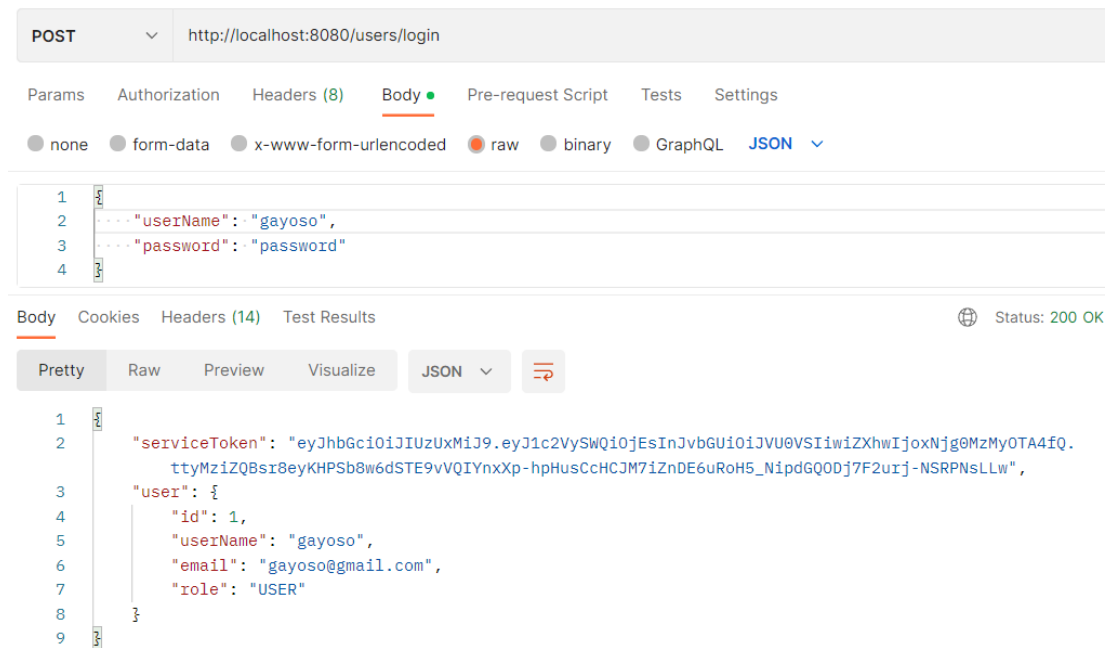 POST http://localhost:8080/users/login
Params Authorization Headers (8) Body Pre-request Script Tests Settings
none form-data x-www-form-urlencoded raw binary GraphQL JSON
1 {
2 "userName": "gayoso",
3 "password": "password"
4 }
Body Cookies Headers (14) Test Results Status: 200 OK
Pretty Raw Preview Visualize JSON
1 {
2 "serviceToken": "eyJhbGciOiJIUzUxMiJ9.eyJ1c2VySWQiOjEsInJvbGUiOiJVU0VSIiwiZXhwIjoxNjg0MzMyOTA4fQ.
ttyMziZQBsr8eyKHPSb8w6dSTE9vVQIYnxXp-hpHusCcHCJM7iZnDE6uRoH5_NipdGQODj7F2urj-NSRPNsLLw",
3 "user": {
4 "id": 1,
5 "userName": "gayoso",
6 "email": "gayoso@gmail.com",
7 "role": "USER"
8 }
9 }